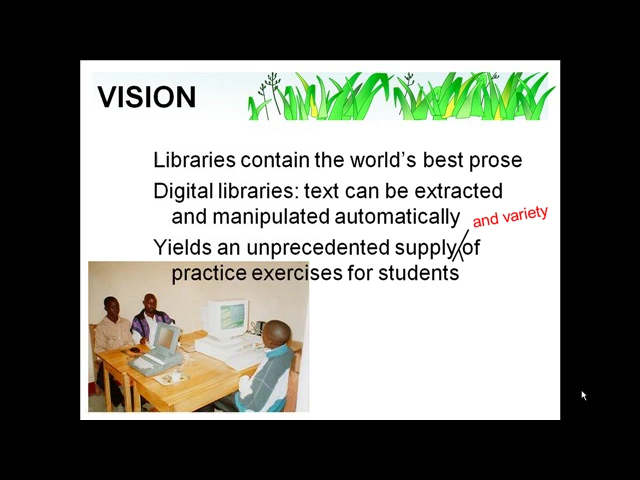 VISION
Libraries contain the world's best prose
Digital libraries: text can be extracted
and manipulated automatically
and variety
Yields an unprecedented supply of
practice exercises for students